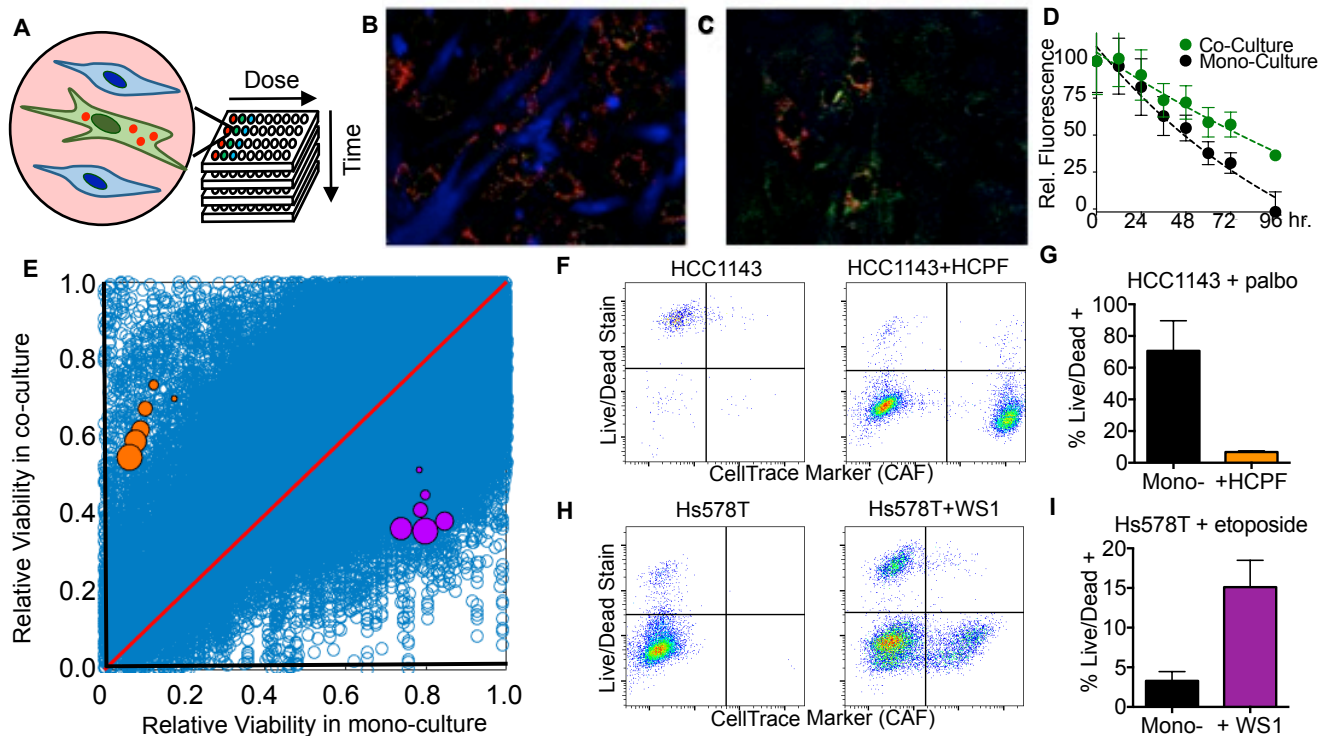 A
Dose
Time
B
C
D
Rel. Fluorescence
100
75
50
25
0
0
24
48
72
96 hr.
Co-Culture
Mono-Culture
E
Relative Viability in co-culture
1.0
0.8
0.6
0.4
0.2
0.0
0
0.2
0.4
0.6
0.8
1.0
Relative Viability in mono-culture
F
HCC1143
HCC1143+HCPF
Live/Dead Stain
CellTrace Marker (CAF)
G
HCC1143 + palbo
% Live/Dead +
100
80
60
40
20
0
Mono-
+HCPF
H
Hs578T
Hs578T+WS1
Live/Dead Stain
CellTrace Marker (CAF)
I
Hs578T + etoposide
% Live/Dead +
20
15
10
5
0
Mono-
+ WS1